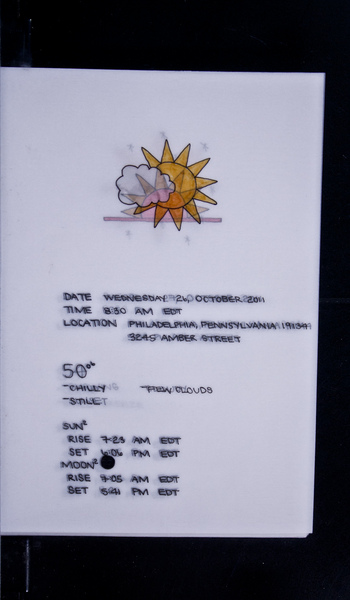 DATE WEDNESDAY 26 OCTOBER 2011
TIME 8:30 AM EDT
LOCATION PHILADELPHIA, PENNSYLVANIA 19134
3245 AMBER STREET
50°
CHILLY FEW CLOUDS
SUN
RISE 7:23 AM EDT
SET 6:06 PM EDT
MOON
RISE 7:05 AM EDT
SET 5:41 PM EDT